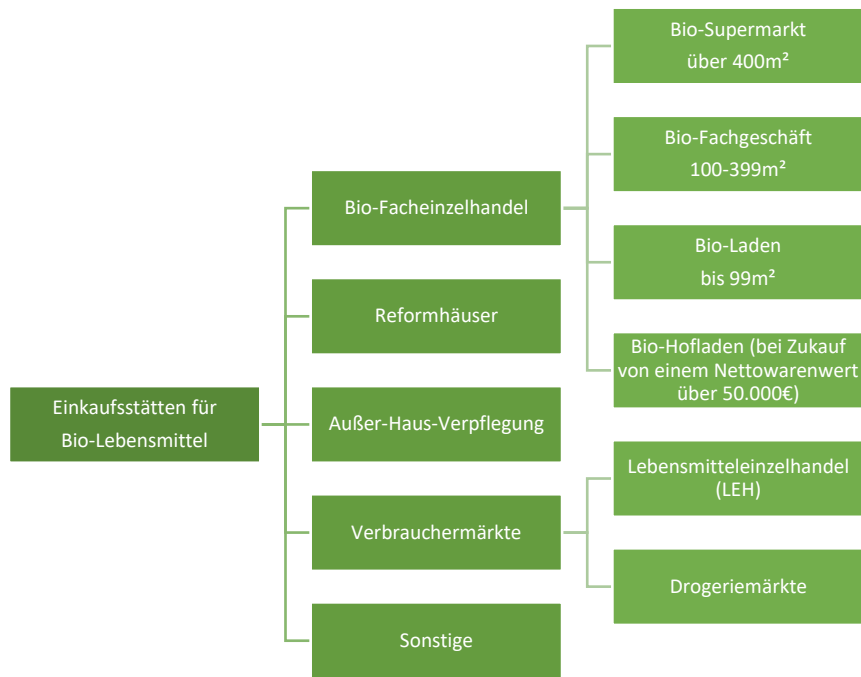 Einkaufsstätten für
Bio-Lebensmittel
Bio-Facheinzelhandel
Bio-Supermarkt
über 400m²
Bio-Fachgeschäft
100-399m²
Bio-Laden
bis 99m²
Bio-Hofladen (bei Zukauf
von einem Nettowarenwert
über 50.000€)
Reformhäuser
Außer-Haus-Verpflegung
Verbrauchermärkte
Lebensmitteleinzelhandel
(LEH)
Drogeriemärkte
Sonstige